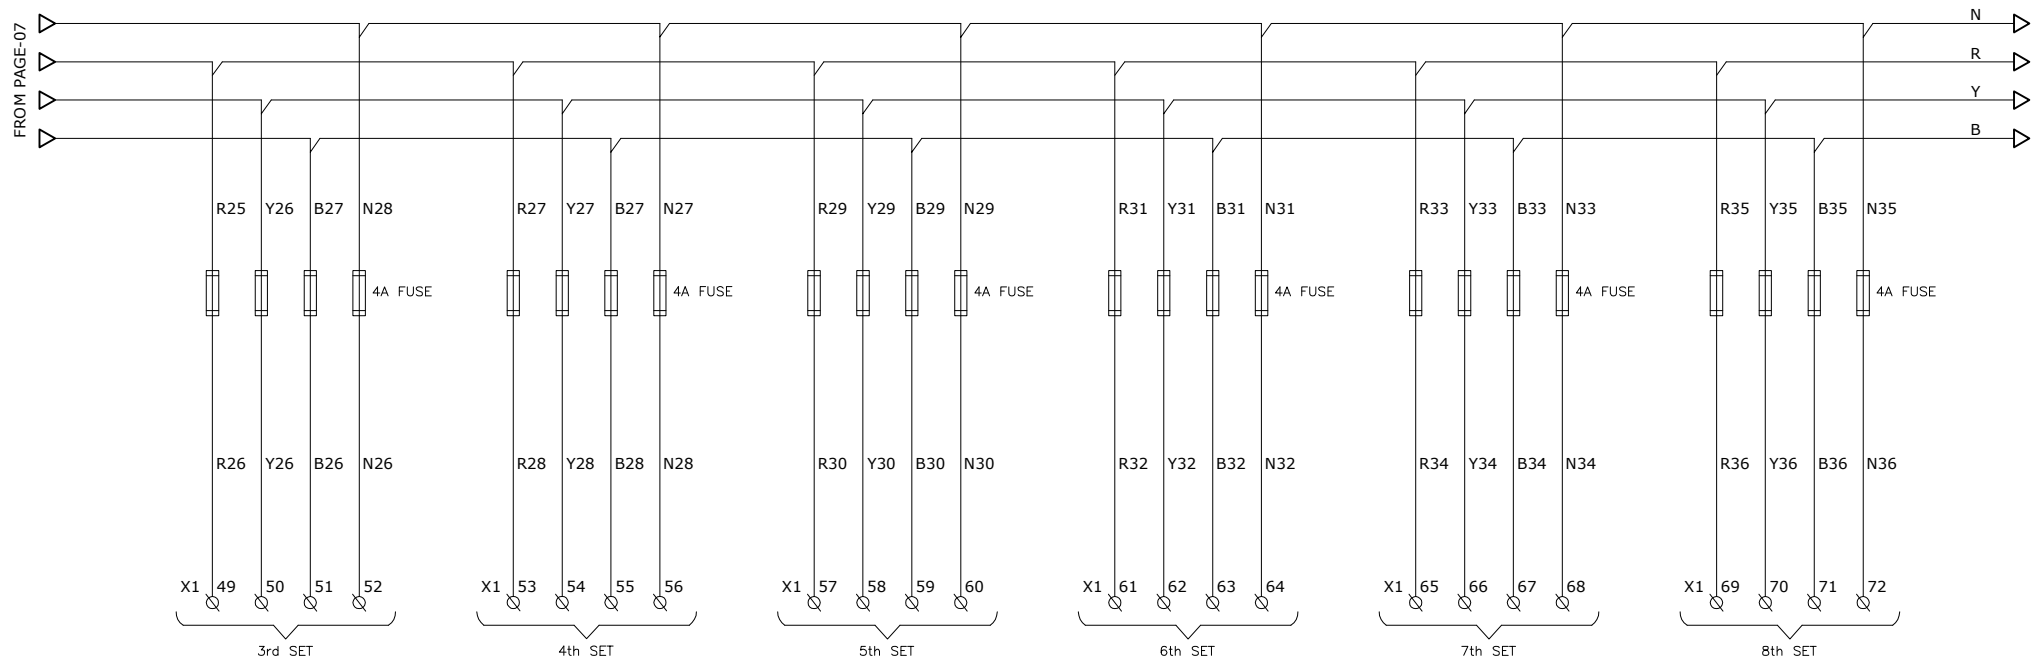 FROM PAGE-07
N
R
Y
B
R25 Y26 B27 N28 R27 Y27 B27 N27 R29 Y29 B29 N29 R31 Y31 B31 N31 R33 Y33 B33 N33 R35 Y35 B35 N35
4A FUSE 4A FUSE 4A FUSE 4A FUSE 4A FUSE 4A FUSE
R26 Y26 B26 N26 R28 Y28 B28 N28 R30 Y30 B30 N30 R32 Y32 B32 N32 R34 Y34 B34 N34 R36 Y36 B36 N36
X1 49 50 51 52 X1 53 54 55 56 X1 57 58 59 60 X1 61 62 63 64 X1 65 66 67 68 X1 69 70 71 72
3rd SET 4th SET 5th SET 6th SET 7th SET 8th SET